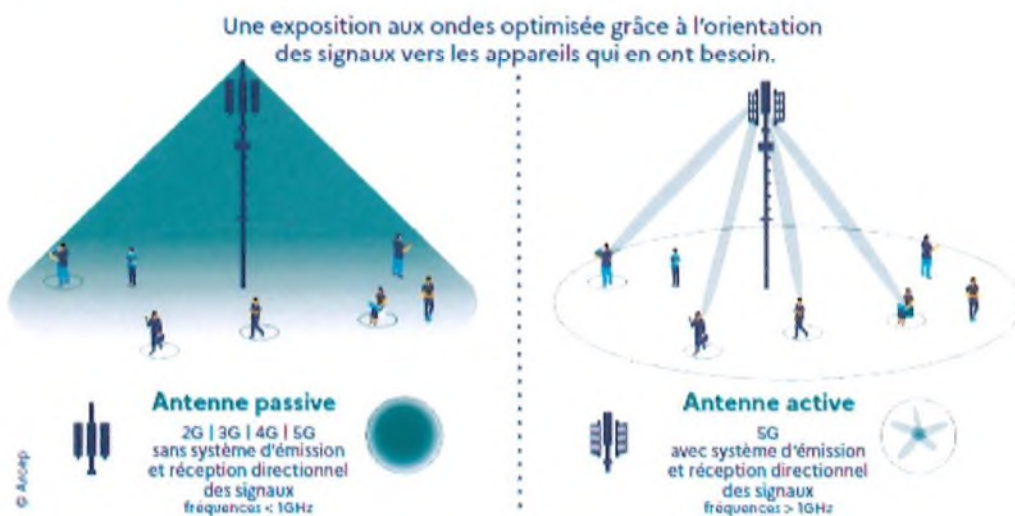 Une exposition aux ondes optimisée grâce à l'orientation
des signaux vers les appareils qui en ont besoin.
Antenne passive
2G | 3G | 4G | 5G
sans système d'émission
et réception directionnel
des signaux
fréquences < 1GHz
Antenne active
5G
avec système d'émission
et réception directionnel
des signaux
fréquences > 1GHz
© Arcep